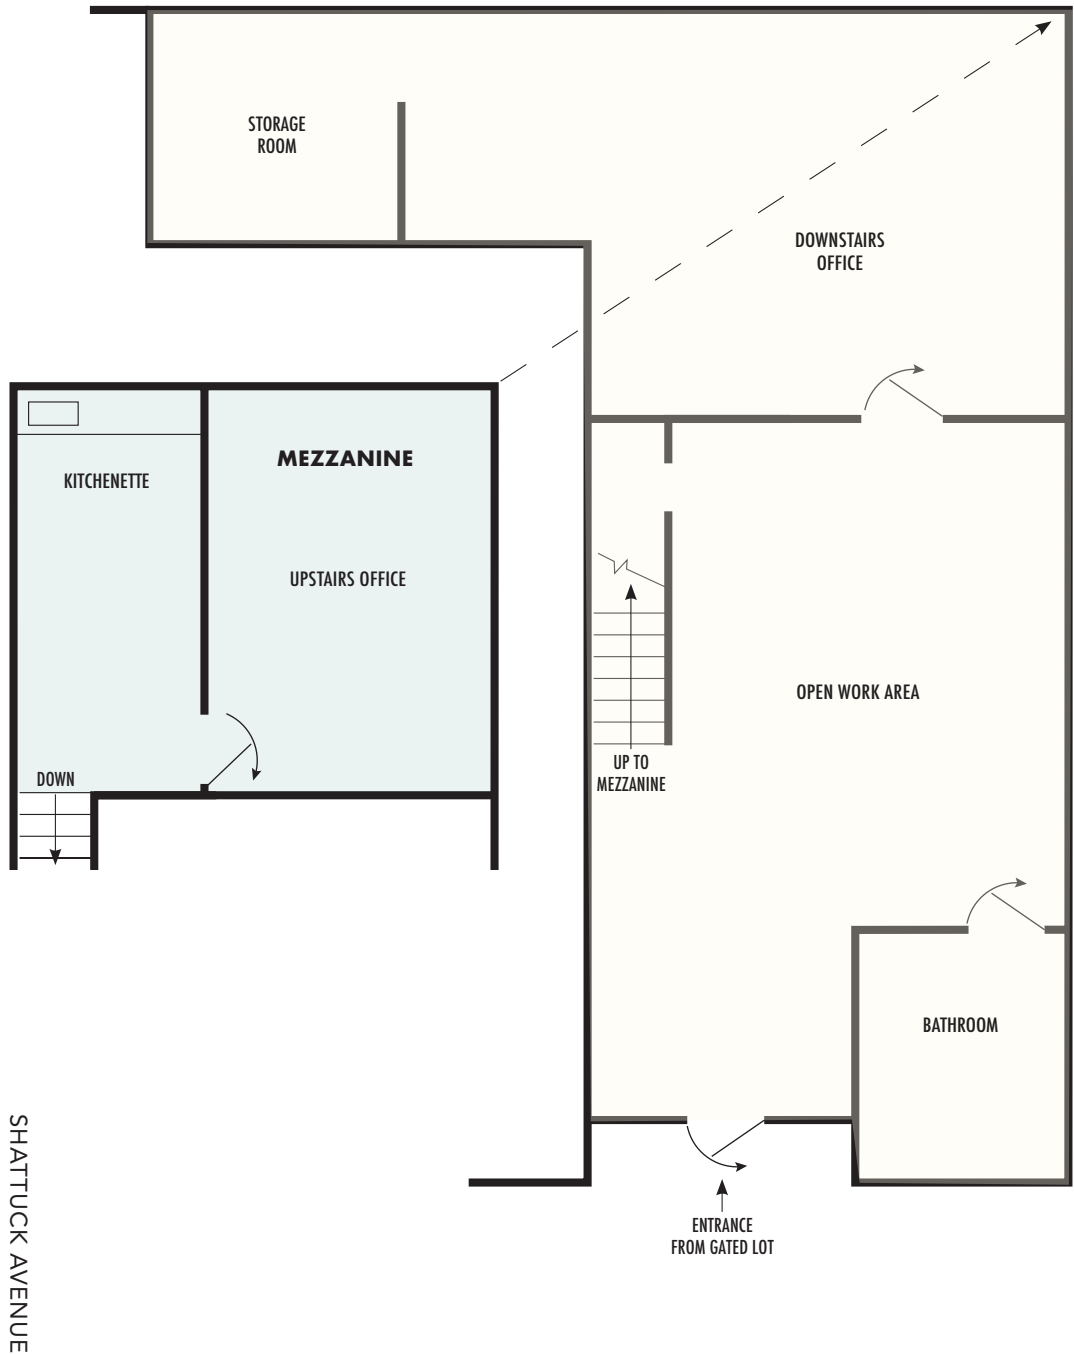 STORAGE
ROOM
DOWNSTAIRS
OFFICE
MEZZANINE
KITCHENETTE
UPSTAIRS OFFICE
OPEN WORK AREA
UP TO
MEZZANINE
DOWN
BATHROOM
ENTRANCE
FROM GATED LOT
SHATTUCK AVENUE